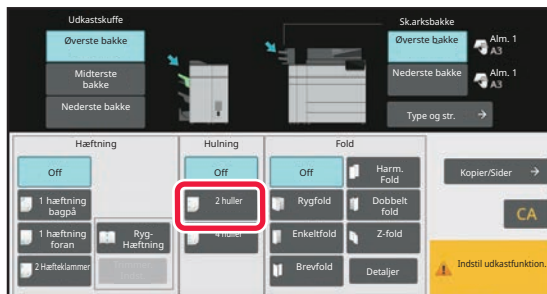 Udkastskuffe
Øverste bakke
Midterste
bakke
Nederste bakke
Sk.arksbakke
Øverste bakke
Alm. 1
A3
Nederste bakke
Alm. 1
A3
Type og str.
Hæftning
Off
1 hæftning
bagpå
1 hæftning
foran
2 Hæfteklammer
Ryg-
Hæftning
Hulning
Off
2 huller
4 huller
Fold
Off
Rygfold
Enkeltfold
Brevfold
Harm.
Fold
Dobbelt
fold
Z-fold
Detaljer
Kopier/Sider
CA
Indstil udkastfunktion.